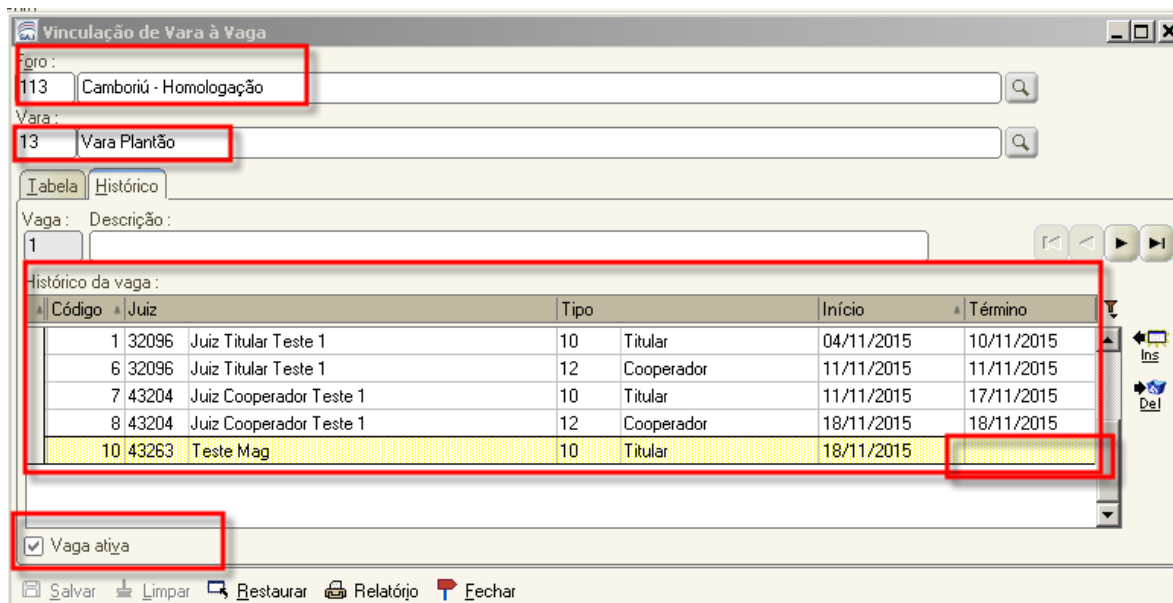 Vinculação de Vara à Vaga
Foro :
113 Camboriú - Homologação
Vara :
13 Vara Plantão
Tabela Histórico
Vaga : Descrição :
1
Histórico da vaga :
Código Juiz Tipo Início Término
1 32096 Juiz Titular Teste 1 10 Titular 04/11/2015 10/11/2015
6 32096 Juiz Titular Teste 1 12 Cooperador 11/11/2015 11/11/2015
7 43204 Juiz Cooperador Teste 1 10 Titular 11/11/2015 17/11/2015
8 43204 Juiz Cooperador Teste 1 12 Cooperador 18/11/2015 18/11/2015
10 43263 Teste Mag 10 Titular 18/11/2015
Ins
Del
Vaga ativa
Salvar Limpar Restaurar Relatório Fechar